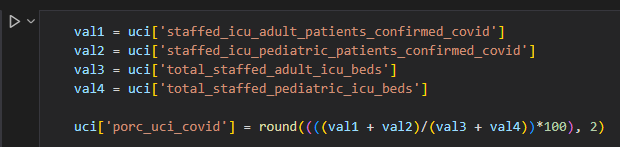 val1 = uci['staffed_icu_adult_patients_confirmed_covid']
val2 = uci['staffed_icu_pediatric_patients_confirmed_covid']
val3 = uci['total_staffed_adult_icu_beds']
val4 = uci['total_staffed_pediatric_icu_beds']
uci['porc_uci_covid'] = round((((val1 + val2)/(val3 + val4))*100), 2)